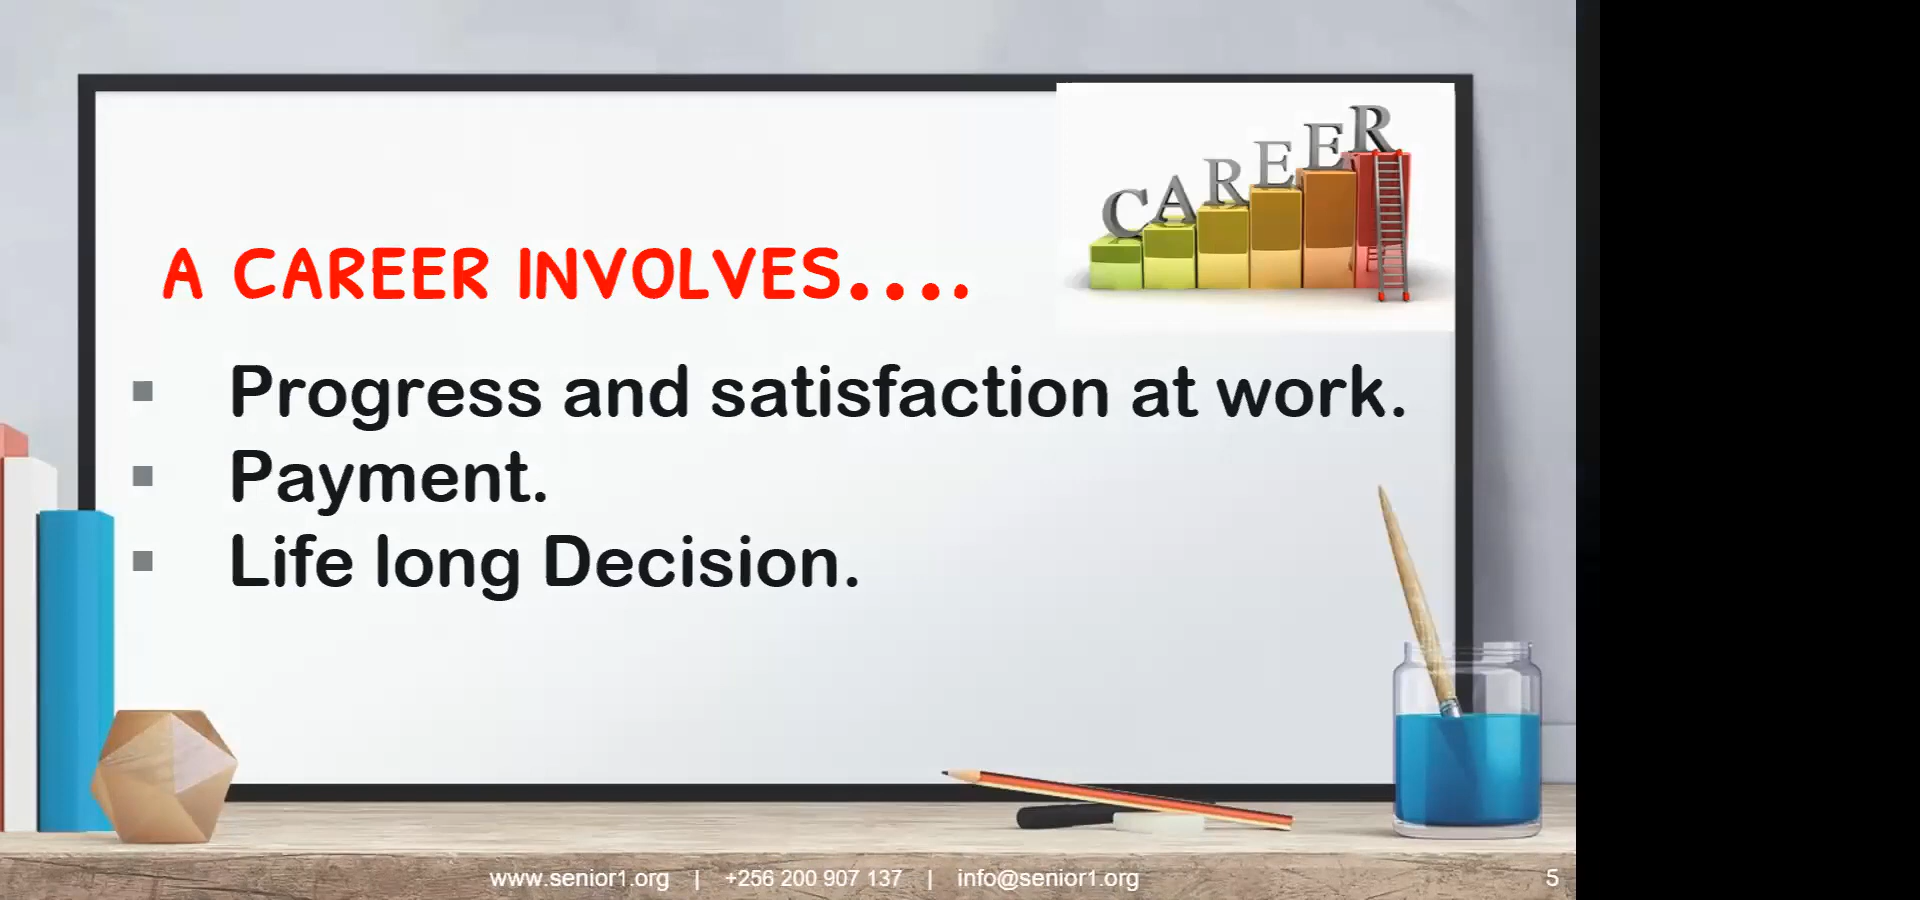 CAREER
A CAREER INVOLVES....
▪ Progress and satisfaction at work.
▪ Payment.
▪ Life long Decision.
www.senior1.org | +256 200 907 137 | info@senior1.org
5